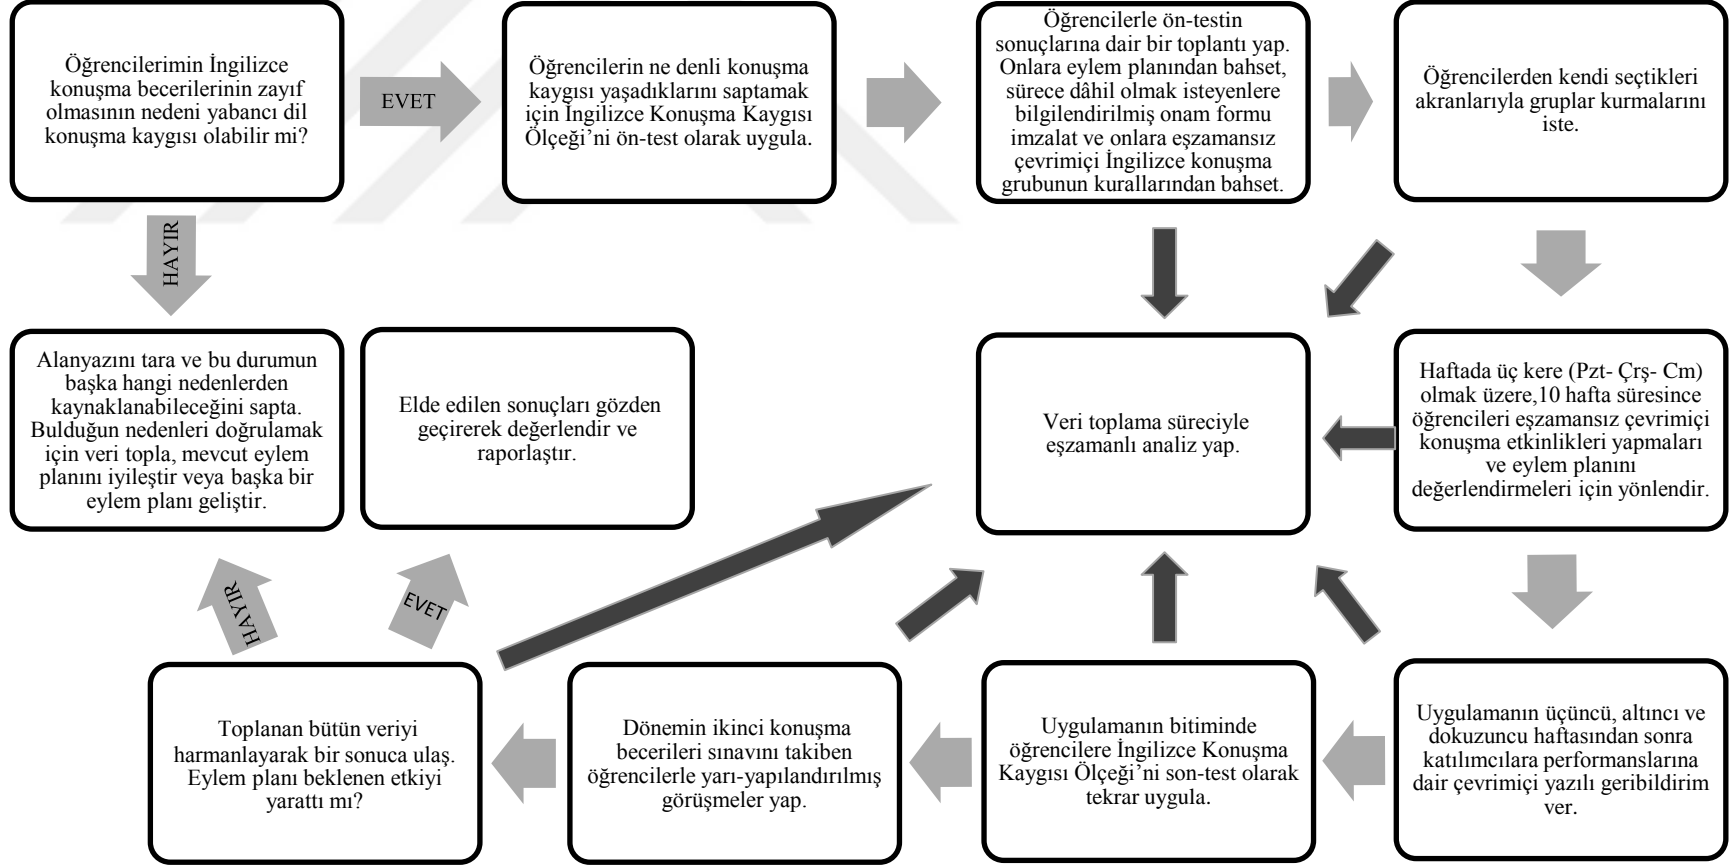 Öğrencilerimin İngilizce
konuşma becerilerinin zayıf
olmasının nedeni yabancı dil
konuşma kaygısı olabilir mi?
EVET
Öğrencilerin ne denli konuşma
kaygısı yaşadıklarını saptamak
için İngilizce Konuşma Kaygısı
Ölçeği’ni ön-test olarak uygula.
Öğrencilerle ön-testin
sonuçlarına dair bir toplantı yap.
Onlara eylem planından bahset,
sürece dâhil olmak isteyenlere
bilgilendirilmiş onam formu
imzalat ve onlara eşzamansız
çevrimiçi İngilizce konuşma
grubunun kurallarından bahset.
Öğrencilerden kendi seçtikleri
akranlarıyla gruplar kurmalarını
iste.
HAYIR
Alanyazını tara ve bu durumun
başka hangi nedenlerden
kaynaklanabileceğini sapta.
Bulduğun nedenleri doğrulamak
için veri topla, mevcut eylem
planını iyileştir veya başka bir
eylem planı geliştir.
Elde edilen sonuçları gözden
geçirerek değerlendir ve
raporlaştır.
Veri toplama süreciyle
eşzamanlı analiz yap.
Haftada üç kere (Pzt- Çrş- Cm)
olmak üzere,10 hafta süresince
öğrencileri eşzamansız çevrimiçi
konuşma etkinlikleri yapmaları
ve eylem planını
değerlendirmeleri için yönlendir.
HAYIR
EVET
Toplanan bütün veriyi
harmanlayarak bir sonuca ulaş.
Eylem planı beklenen etkiyi
yarattı mı?
Dönemin ikinci konuşma
becerileri sınavını takiben
öğrencilerle yarı-yapılandırılmış
görüşmeler yap.
Uygulamanın bitiminde
öğrencilere İngilizce Konuşma
Kaygısı Ölçeği’ni son-test olarak
tekrar uygula.
Uygulamanın üçüncü, altıncı ve
dokuzuncu haftasından sonra
katılımcılara performanslarına
dair çevrimiçi yazılı geribildirim
ver.